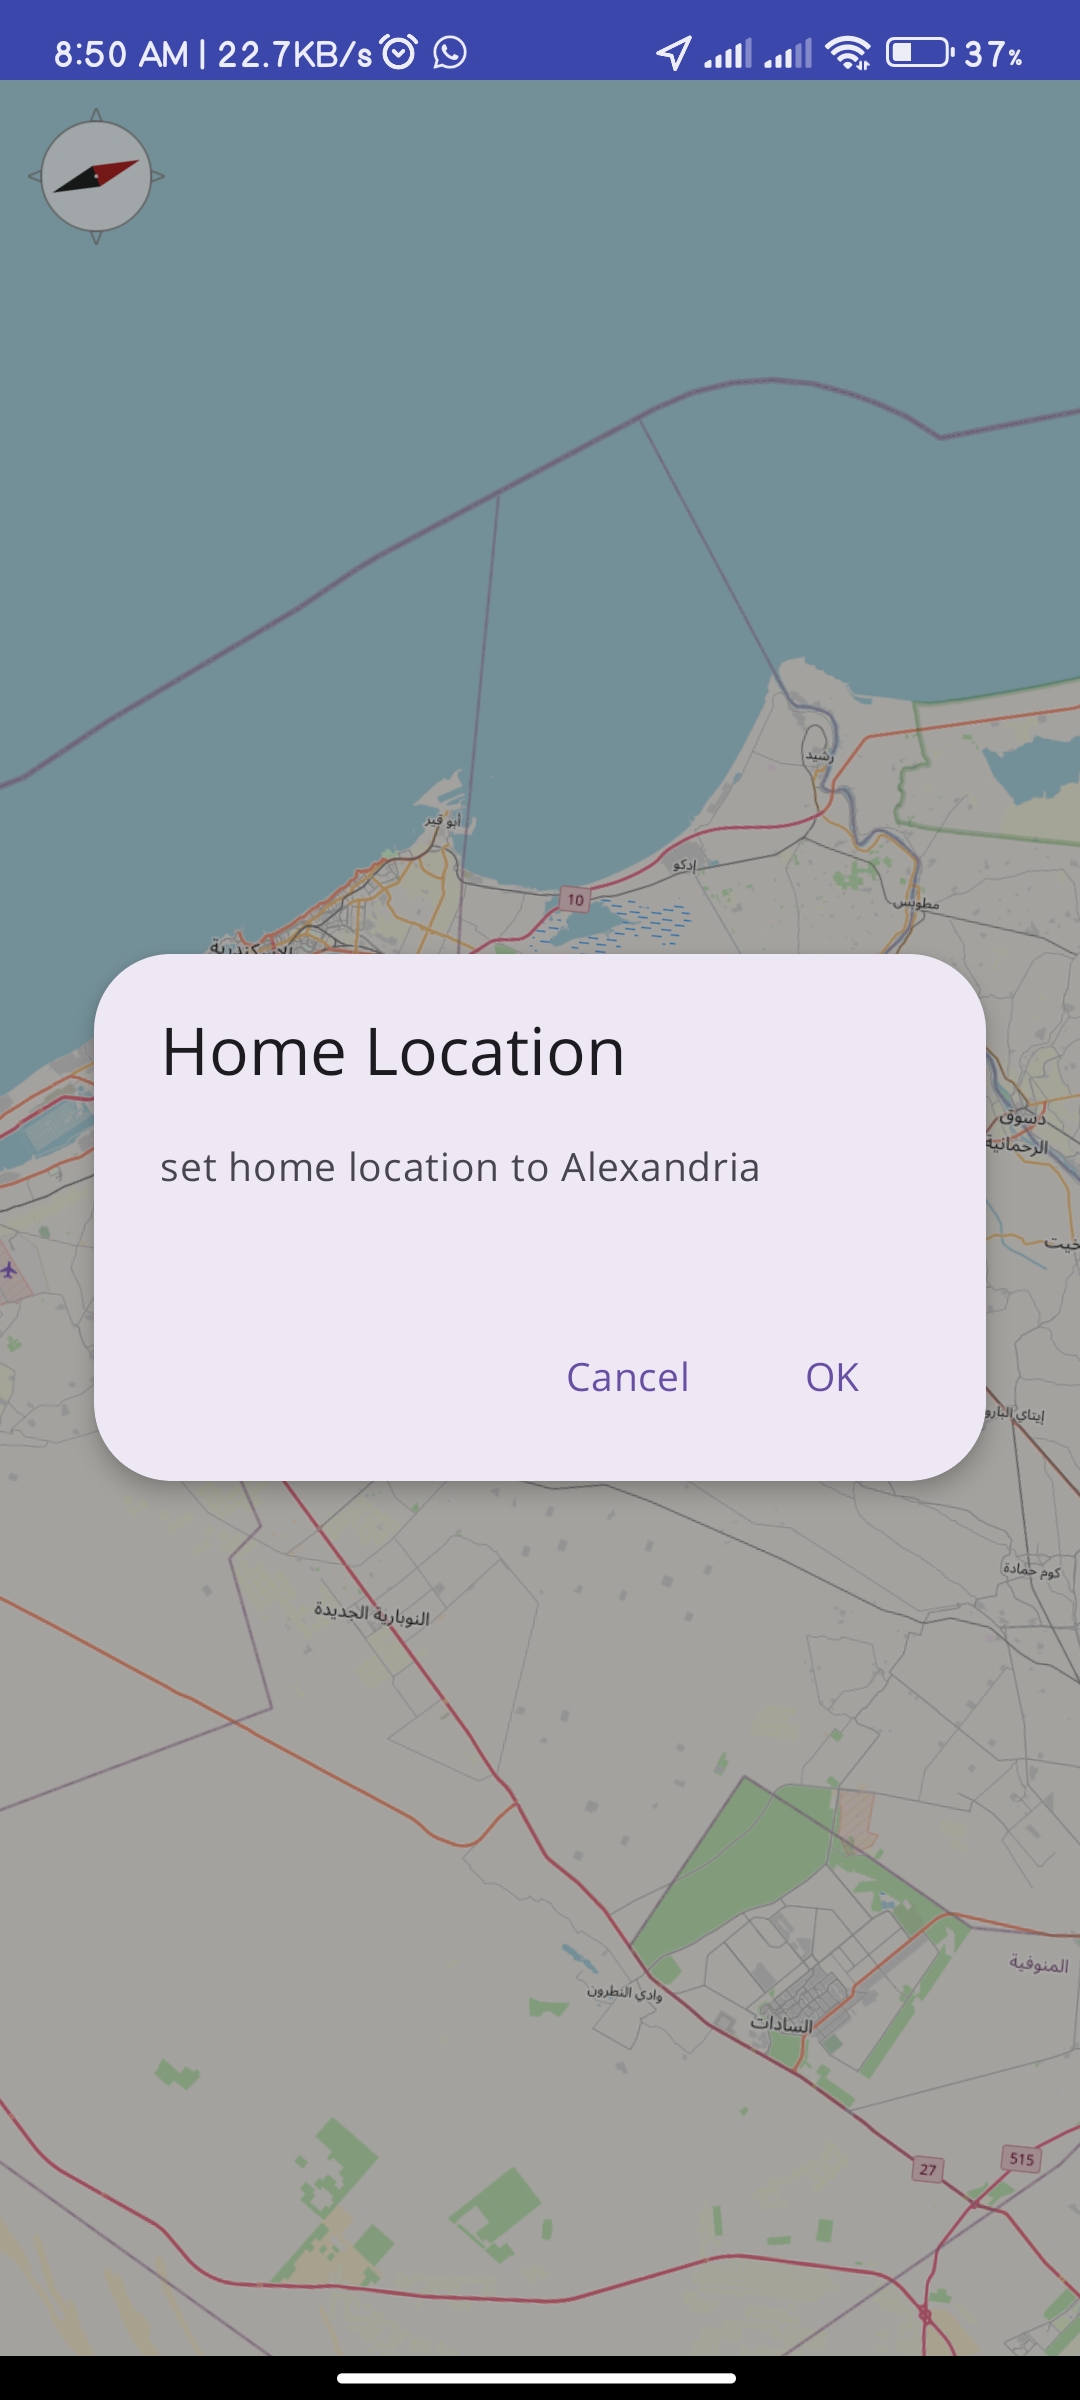 8:50 AM | 22.7KB/s
37%
رشيد
أبو قير
إدكو
10
مطوبس
الإسكندرية
Home Location
set home location to Alexandria
Cancel
OK
دسوق
الرحمانية
إيتاي البارو
كوم حمادة
النوبارية الجديدة
المنوفية
وادي النطرون
السادات
27
515